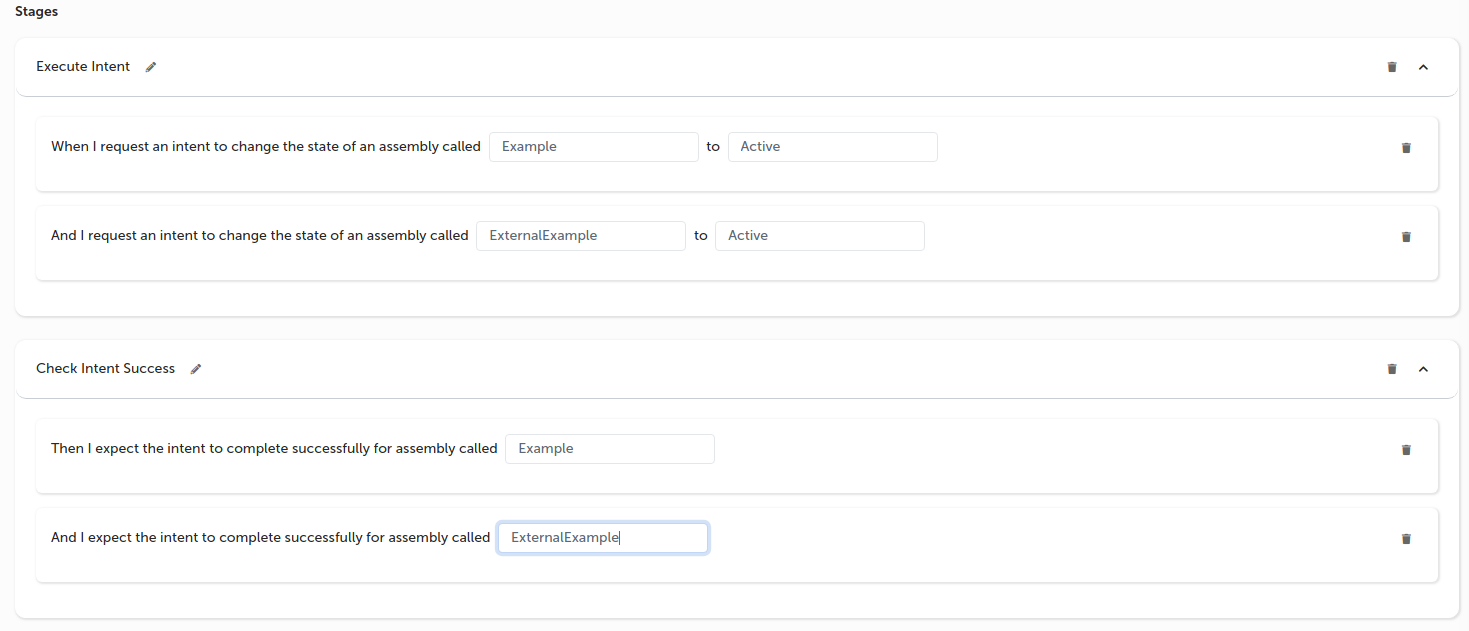 Stages
Execute Intent
When I request an intent to change the state of an assembly called Example to Active
And I request an intent to change the state of an assembly called ExternalExample to Active
Check Intent Success
Then I expect the intent to complete successfully for assembly called Example
And I expect the intent to complete successfully for assembly called ExternalExample